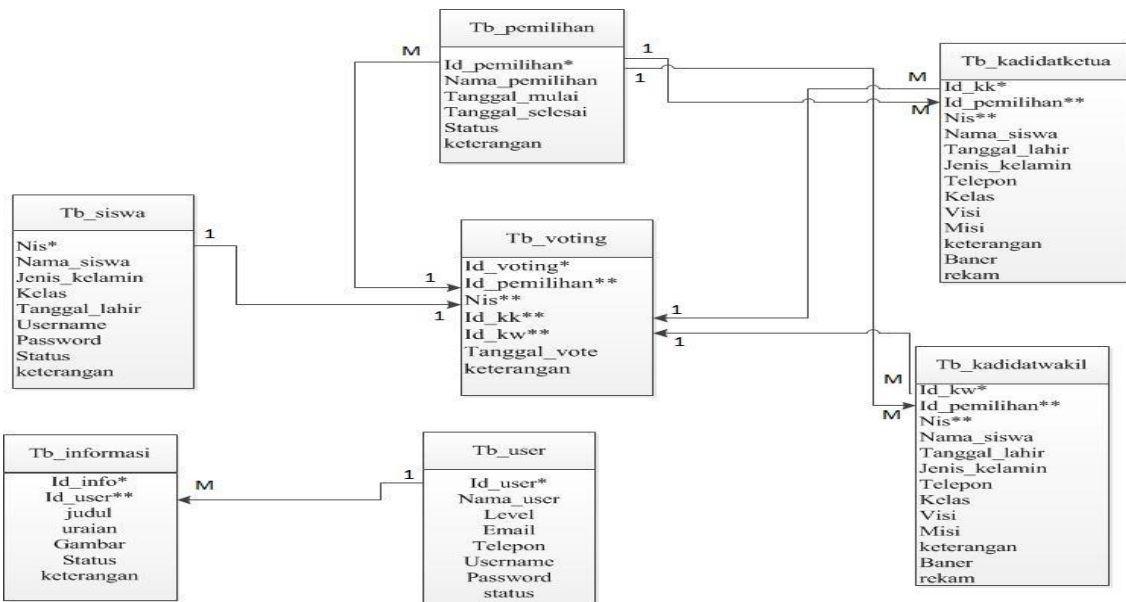 Tb_pemilihan
Id_pemilihan*
Nama_pemilihan
Tanggal_mulai
Tanggal_selesai
Status
keterangan
M
1
1
Tb_kadidatketua
Id_kk*
Id_pemilihan**
Nis**
Nama_siswa
Tanggal_lahir
Jenis_kelamin
Telepon
Kelas
Visi
Misi
keterangan
Baner
rekam
M
M
Tb_siswa
Nis*
Nama_siswa
Jenis_kelamin
Kelas
Tanggal_lahir
Username
Password
Status
keterangan
1
Tb_voting
Id_voting*
Id_pemilihan**
Nis**
Id_kk**
Id_kw**
Tanggal_vote
keterangan
1
1
1
1
Tb_kadidatwakil
Id_kw*
Id_pemilihan**
Nis**
Nama_siswa
Tanggal_lahir
Jenis_kelamin
Telepon
Kelas
Visi
Misi
keterangan
Baner
rekam
M
M
Tb_informasi
Id_info*
Id_user**
judul
uraian
Gambar
Status
keterangan
M
1
Tb_user
Id_user*
Nama_user
Level
Email
Telepon
Username
Password
status